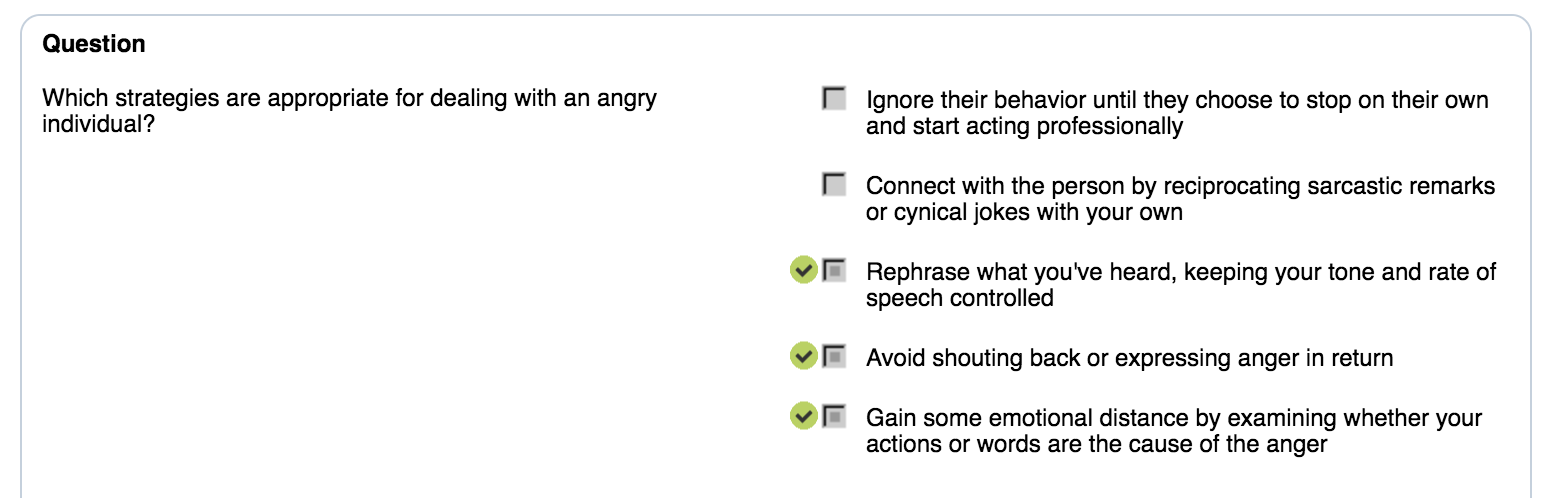 Question
Which strategies are appropriate for dealing with an angry
individual?
Ignore their behavior until they choose to stop on their own
and start acting professionally
Connect with the person by reciprocating sarcastic remarks
or cynical jokes with your own
Rephrase what you've heard, keeping your tone and rate of
speech controlled
Avoid shouting back or expressing anger in return
Gain some emotional distance by examining whether your
actions or words are the cause of the anger